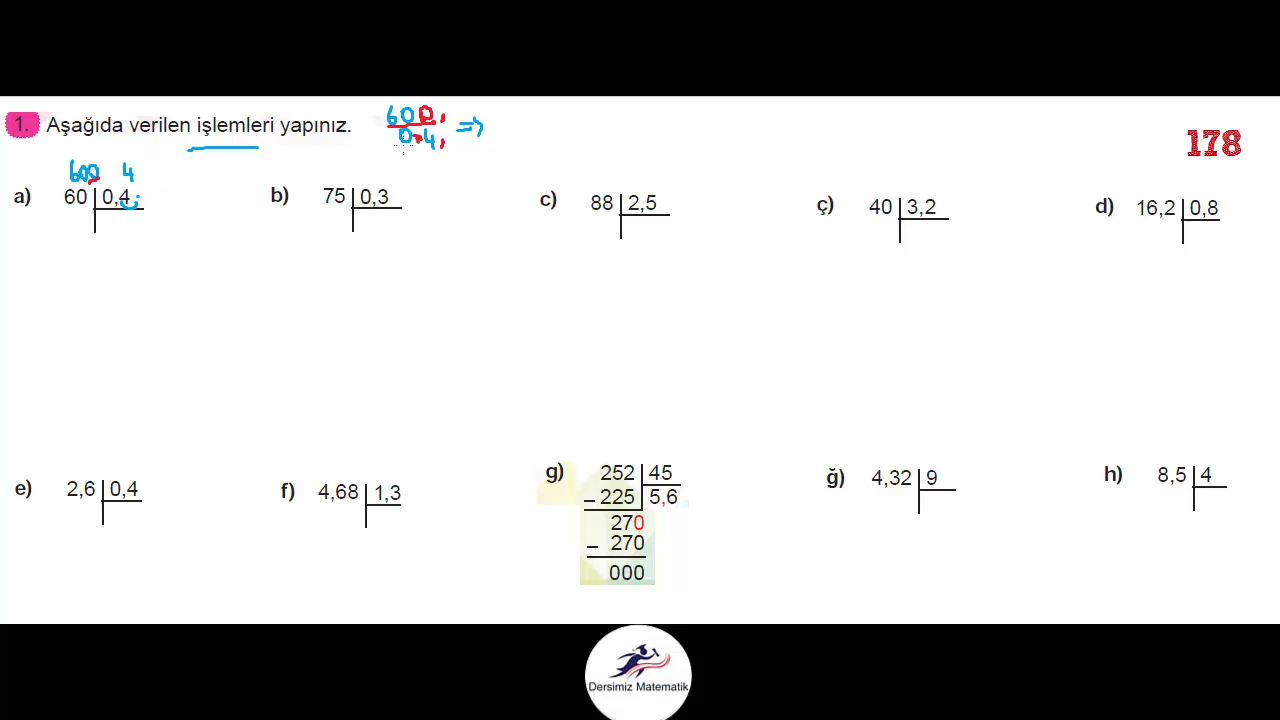 1. Aşağıda verilen işlemleri yapınız.
600,
0,4, =>
178
600 4
a) 60 0,4
b) 75 0,3
c) 88 2,5
ç) 40 3,2
d) 16,2 0,8
e) 2,6 0,4
f) 4,68 1,3
g) 252 45
– 225 5,6
270
– 270
000
ğ) 4,32 9
h) 8,5 4
Dersimiz Matematik